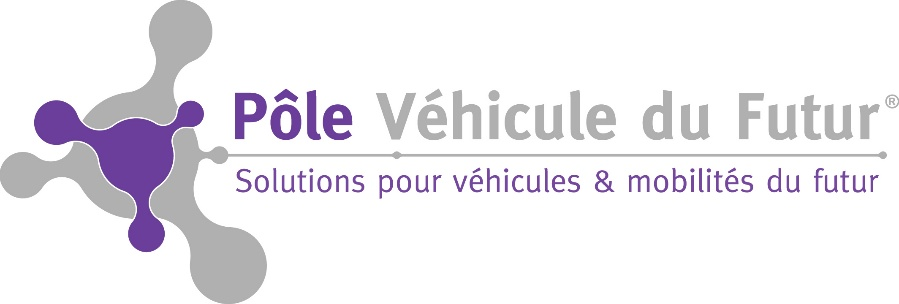 Pôle Véhicule du Futur®
Solutions pour véhicules & mobilités du futur